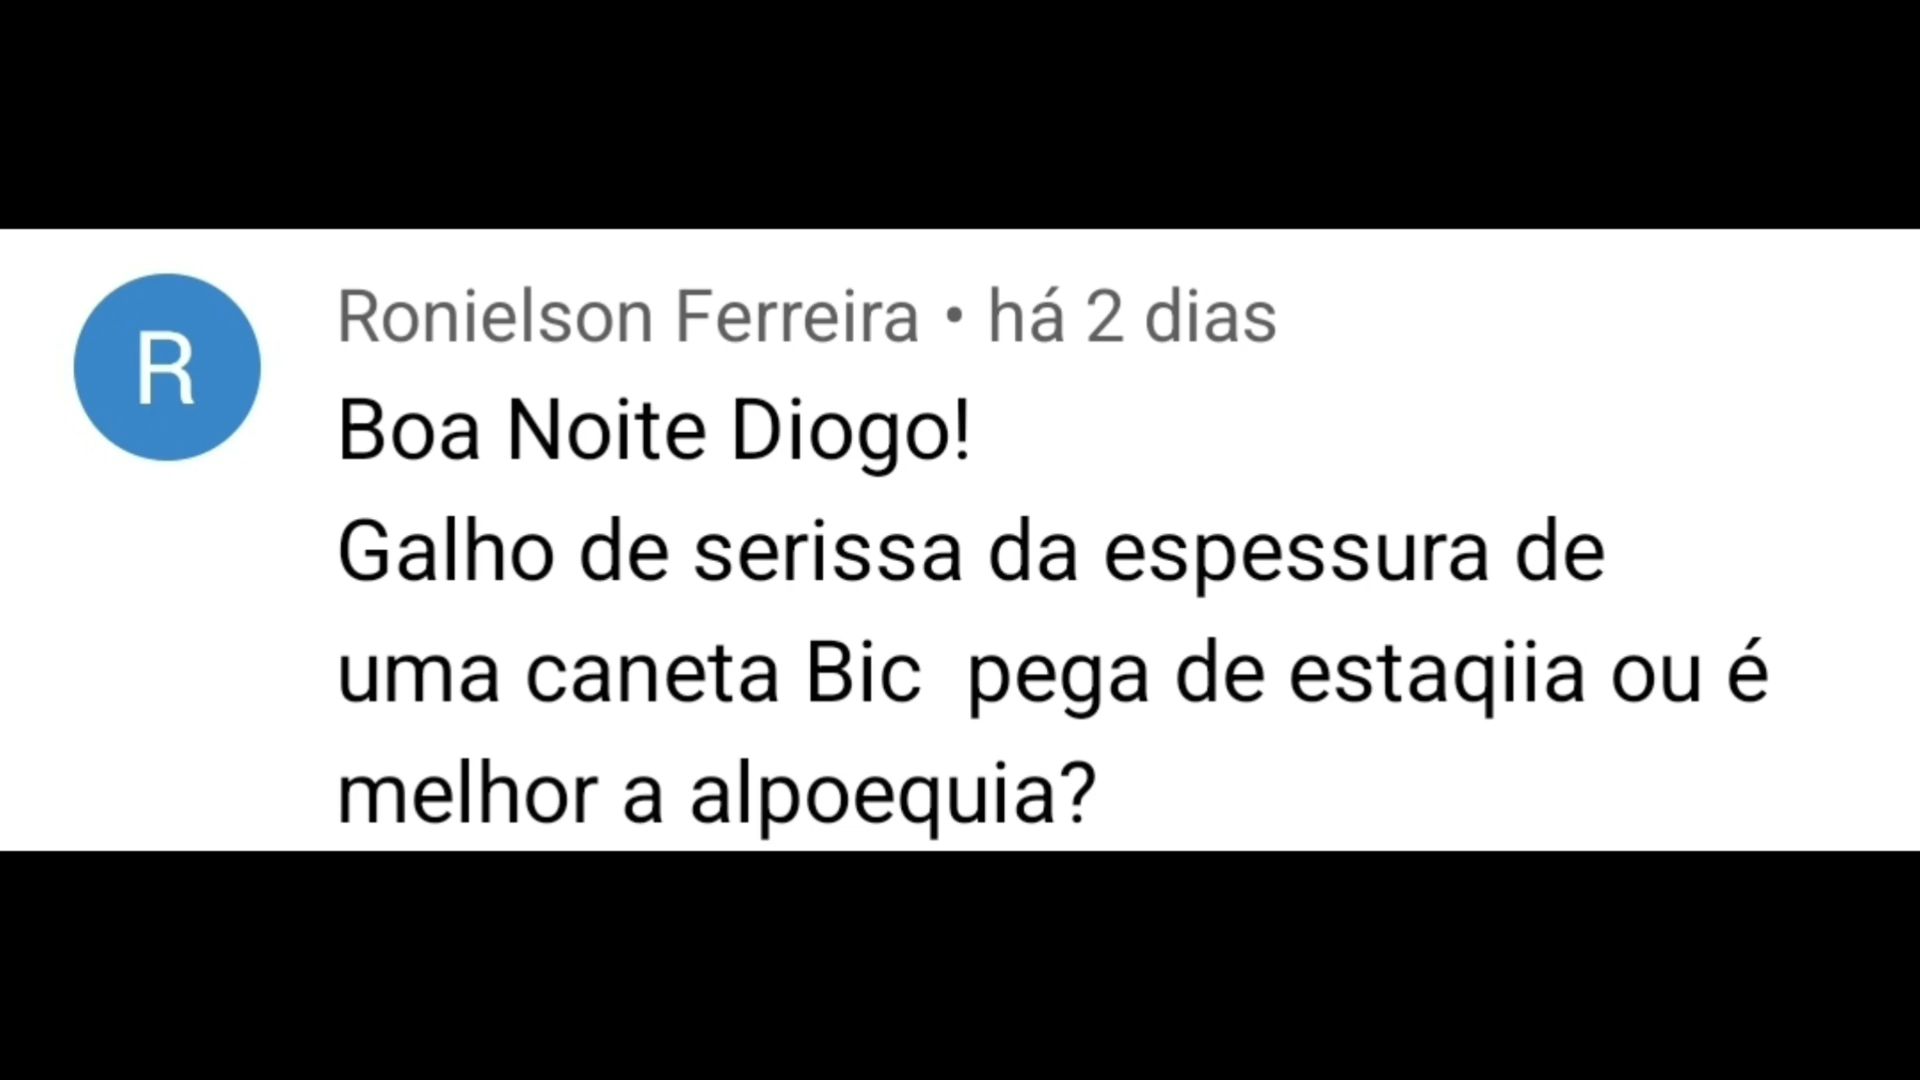 R
Ronielson Ferreira • há 2 dias
Boa Noite Diogo!
Galho de serissa da espessura de
uma caneta Bic  pega de estaqiia ou é
melhor a alpoequia?